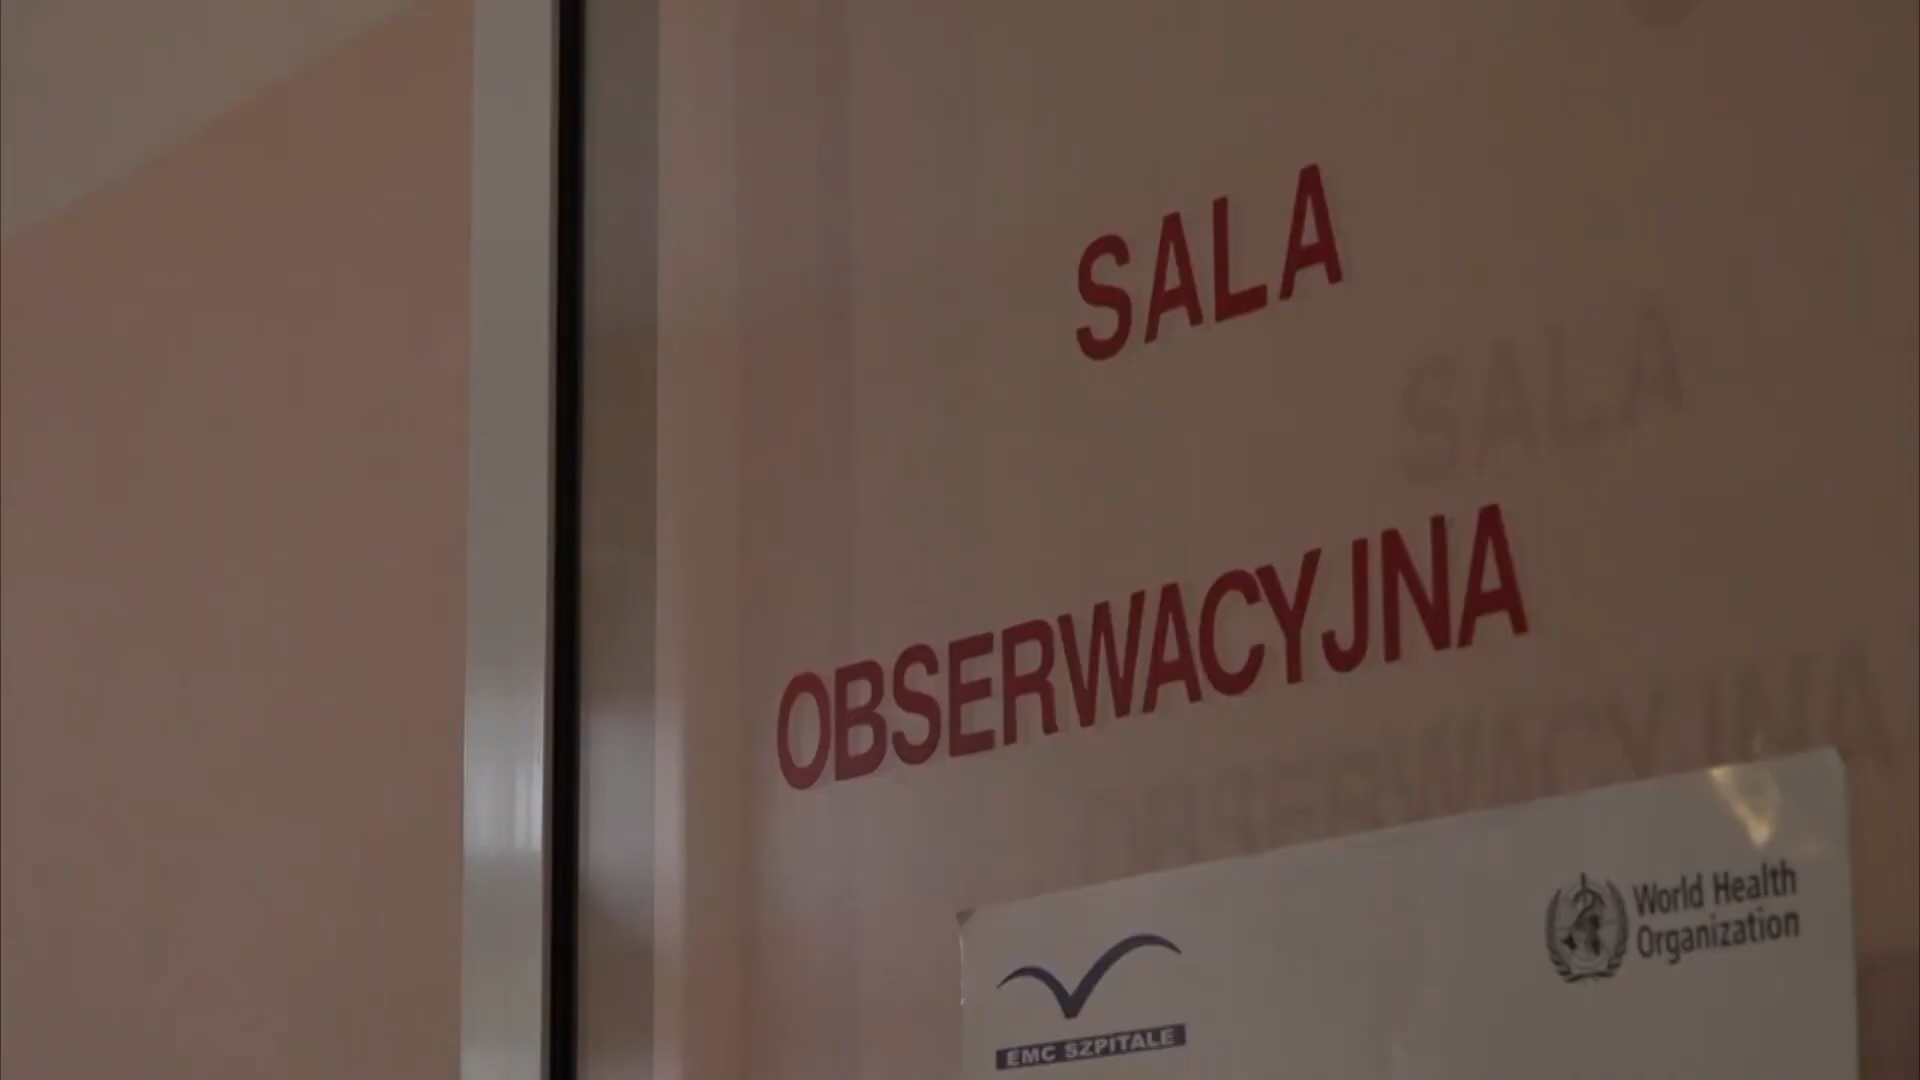 SALA
OBSERWACYJNA
World Health
Organization
EMC SZPITALE